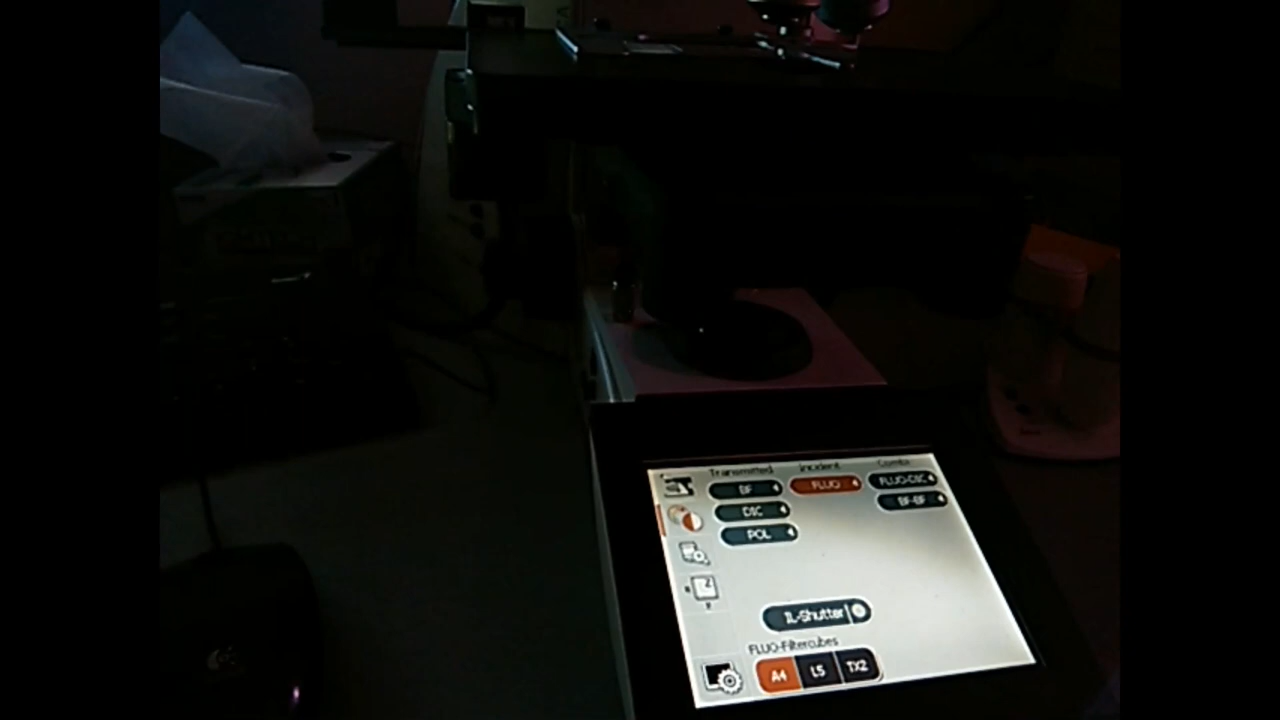 Transmitted Incident Combi
BF FLUO FLUO-DIC
DIC BF-BF
POL
IL-Shutter
FLUO-Filtercubes
A4 L5 TX2